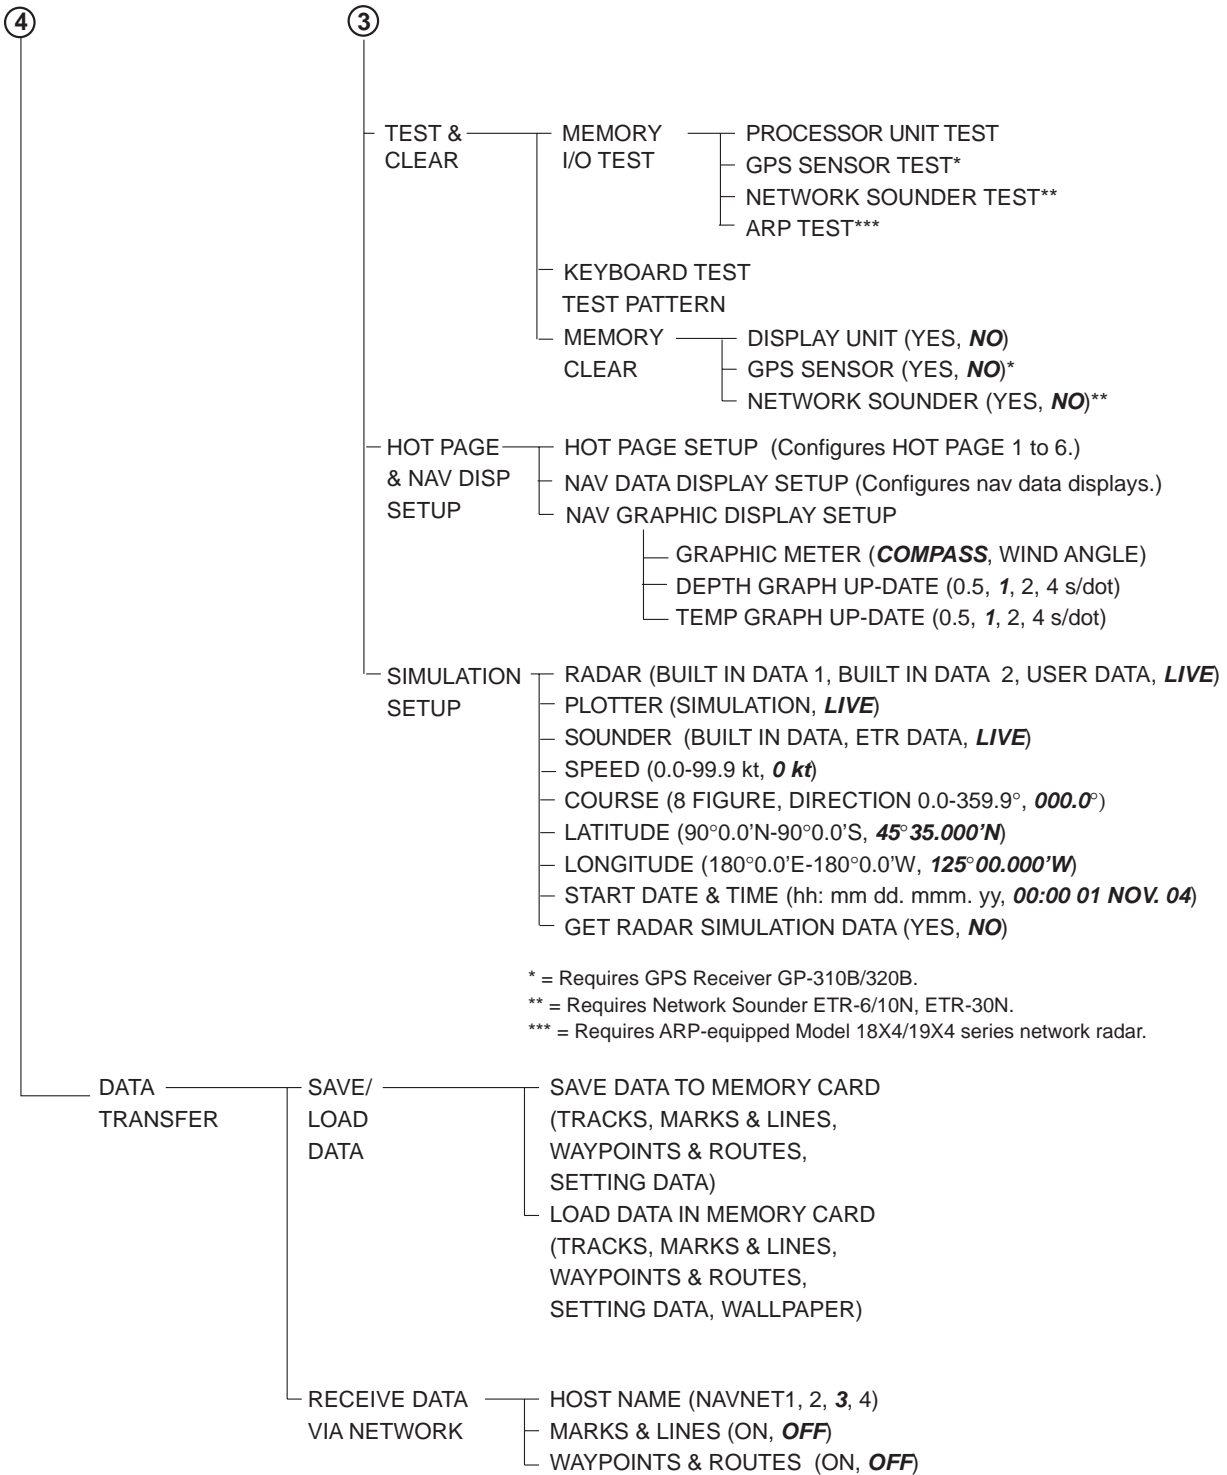 4 3
TEST & MEMORY PROCESSOR UNIT TEST
CLEAR I/O TEST GPS SENSOR TEST*
NETWORK SOUNDER TEST**
ARP TEST***
KEYBOARD TEST
TEST PATTERN
MEMORY DISPLAY UNIT (YES, NO)
CLEAR GPS SENSOR (YES, NO)*
NETWORK SOUNDER (YES, NO)**
HOT PAGE HOT PAGE SETUP (Configures HOT PAGE 1 to 6.)
& NAV DISP NAV DATA DISPLAY SETUP (Configures nav data displays.)
SETUP NAV GRAPHIC DISPLAY SETUP
GRAPHIC METER (COMPASS, WIND ANGLE)
DEPTH GRAPH UP-DATE (0.5, 1, 2, 4 s/dot)
TEMP GRAPH UP-DATE (0.5, 1, 2, 4 s/dot)
SIMULATION RADAR (BUILT IN DATA 1, BUILT IN DATA 2, USER DATA, LIVE)
SETUP PLOTTER (SIMULATION, LIVE)
SOUNDER (BUILT IN DATA, ETR DATA, LIVE)
SPEED (0.0-99.9 kt, 0 kt)
COURSE (8 FIGURE, DIRECTION 0.0-359.9°, 000.0°)
LATITUDE (90°0.0’N-90°0.0’S, 45°35.000’N)
LONGITUDE (180°0.0’E-180°0.0’W, 125°00.000’W)
START DATE & TIME (hh: mm dd. mmm. yy, 00:00 01 NOV. 04)
GET RADAR SIMULATION DATA (YES, NO)
* = Requires GPS Receiver GP-310B/320B.
** = Requires Network Sounder ETR-6/10N, ETR-30N.
*** = Requires ARP-equipped Model 18X4/19X4 series network radar.
DATA SAVE/ SAVE DATA TO MEMORY CARD
TRANSFER LOAD (TRACKS, MARKS & LINES,
DATA WAYPOINTS & ROUTES,
SETTING DATA)
LOAD DATA IN MEMORY CARD
(TRACKS, MARKS & LINES,
WAYPOINTS & ROUTES,
SETTING DATA, WALLPAPER)
RECEIVE DATA HOST NAME (NAVNET1, 2, 3, 4)
VIA NETWORK MARKS & LINES (ON, OFF)
WAYPOINTS & ROUTES (ON, OFF)